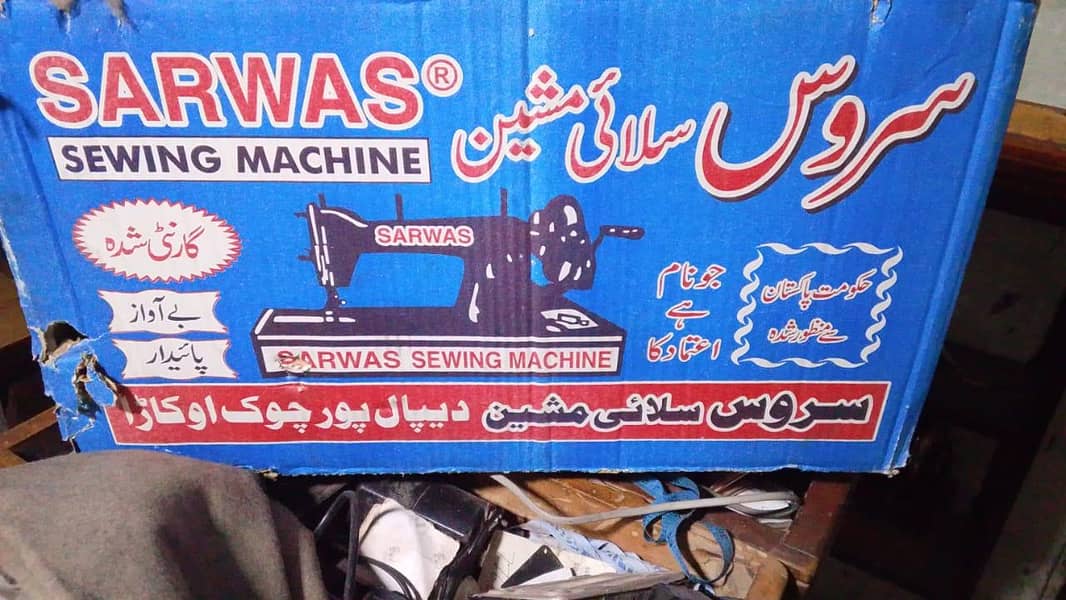 SARWAS®
SEWING MACHINE
سروس سلائی مشین
گارنٹی شدہ
بے آواز
پائیدار
SARWAS
SARWAS SEWING MACHINE
جو نام
ہے
اعتماد کا
حکومت پاکستان
سے منظور شدہ
سروس سلائی مشین دیپال پور چوک اوکاڑا